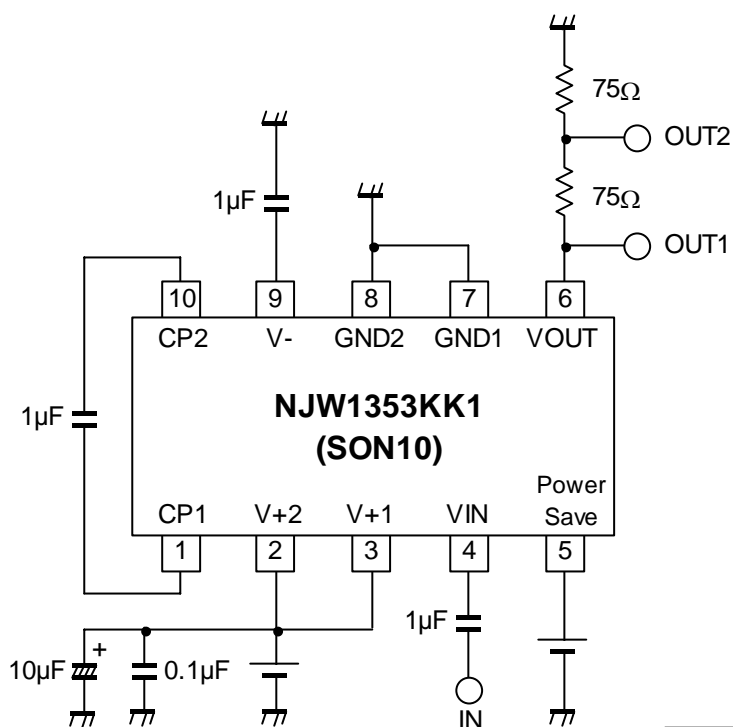 75Ω
OUT2
1µF
75Ω
OUT1
10 9 8 7 6
CP2 V- GND2 GND1 VOUT
1µF
NJW1353KK1
(SON10)
Power
Save
CP1 V+2 V+1 VIN
1 2 3 4 5
1µF
+
10µF 0.1µF
IN